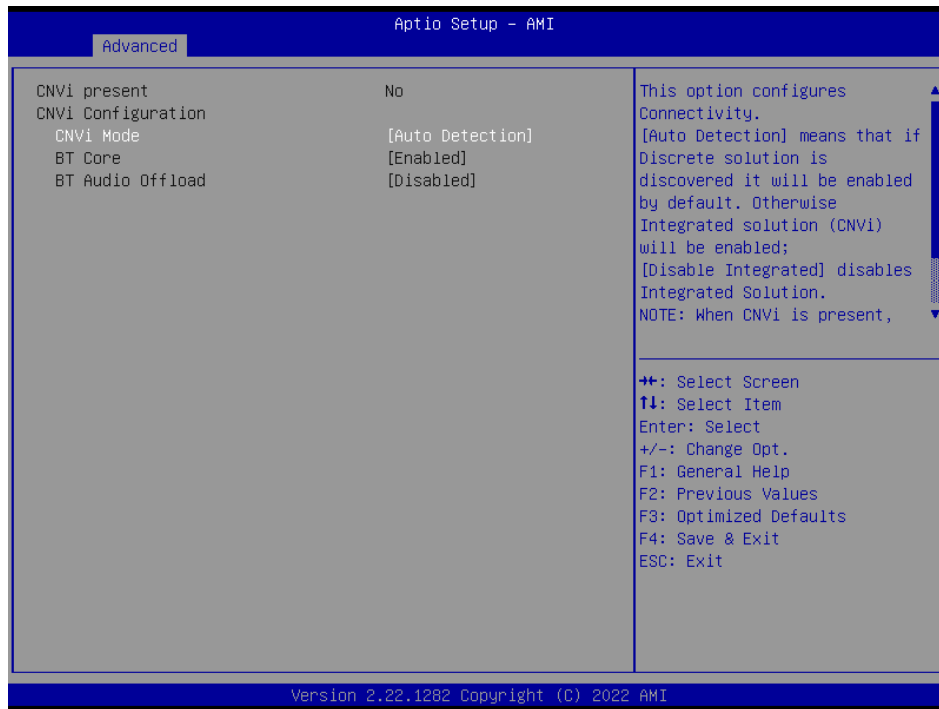 Aptio Setup – AMI
Advanced
CNVi present No
CNVi Configuration
CNVi Mode [Auto Detection]
BT Core [Enabled]
BT Audio Offload [Disabled]
This option configures
Connectivity.
[Auto Detection] means that if
Discrete solution is
discovered it will be enabled
by default. Otherwise
Integrated solution (CNVi)
will be enabled;
[Disable Integrated] disables
Integrated Solution.
NOTE: When CNVi is present,
→←: Select Screen
↑↓: Select Item
Enter: Select
+/-: Change Opt.
F1: General Help
F2: Previous Values
F3: Optimized Defaults
F4: Save & Exit
ESC: Exit
Version 2.22.1282 Copyright (C) 2022 AMI